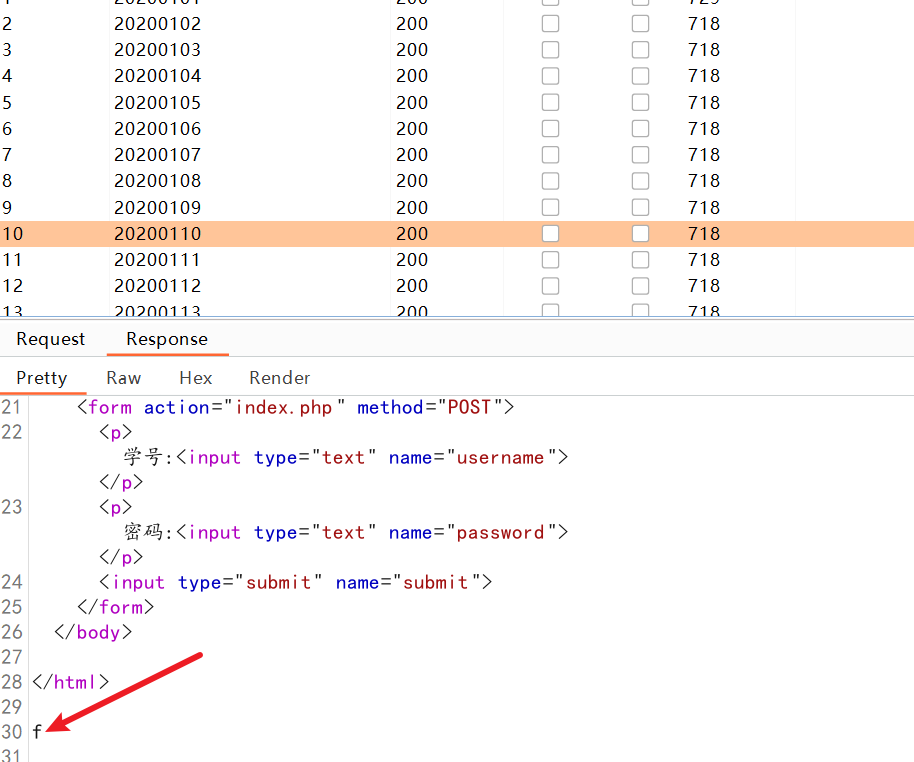 1 20200101 200 729
2 20200102 200 718
3 20200103 200 718
4 20200104 200 718
5 20200105 200 718
6 20200106 200 718
7 20200107 200 718
8 20200108 200 718
9 20200109 200 718
10 20200110 200 718
11 20200111 200 718
12 20200112 200 718
13 20200113 200 718
Request Response
Pretty Raw Hex Render
21 <form action="index.php" method="POST">
22 <p>
学号:<input type="text" name="username">
</p>
23 <p>
密码:<input type="text" name="password">
</p>
24 <input type="submit" name="submit">
25 </form>
26 </body>
27
28 </html>
29
30 f
31